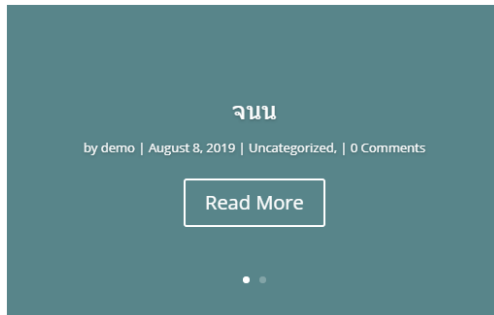 จนน
by demo | August 8, 2019 | Uncategorized, | 0 Comments
Read More